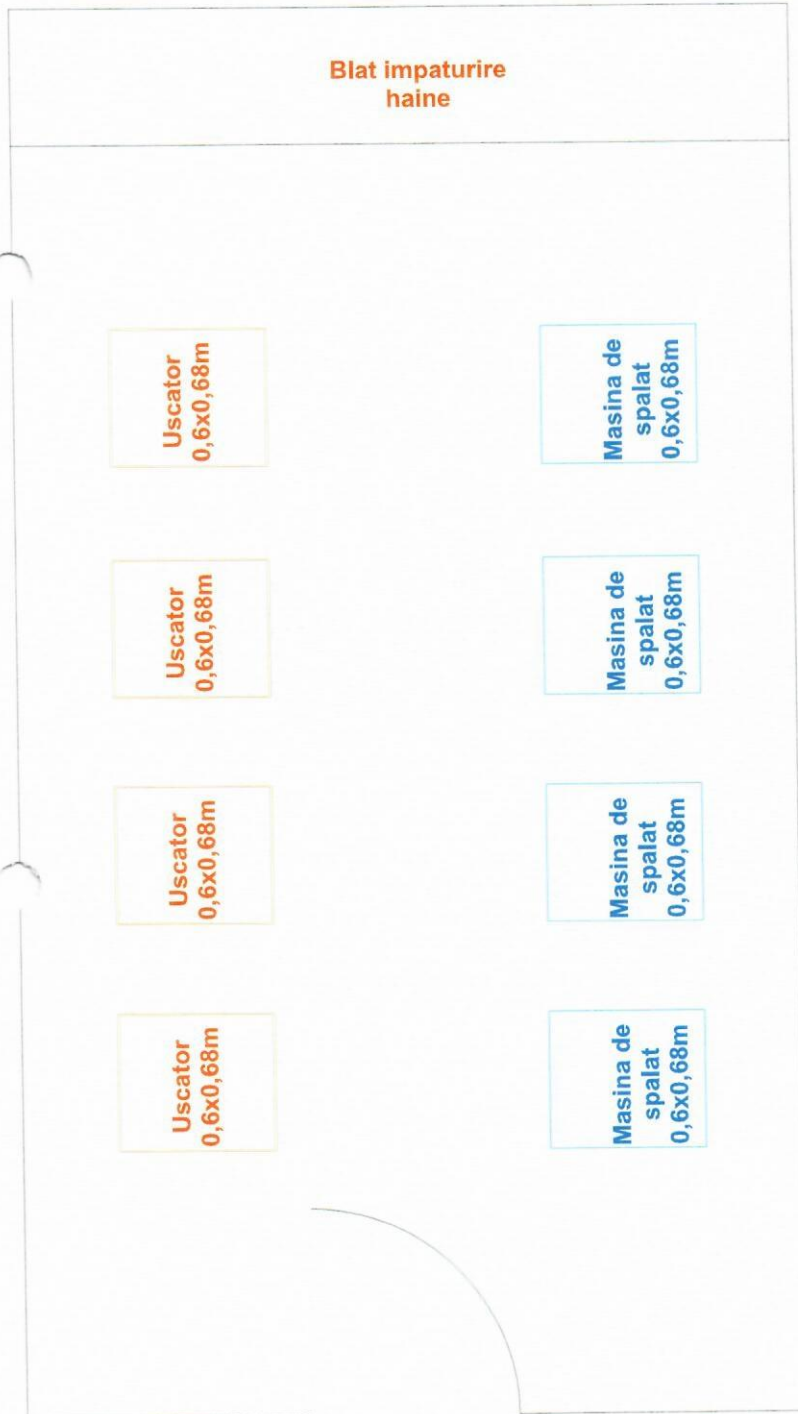 Blat impaturire
haine
Uscator
0,6x0,68m
Masina de
spalat
0,6x0,68m
Uscator
0,6x0,68m
Masina de
spalat
0,6x0,68m
Uscator
0,6x0,68m
Masina de
spalat
0,6x0,68m
Uscator
0,6x0,68m
Masina de
spalat
0,6x0,68m